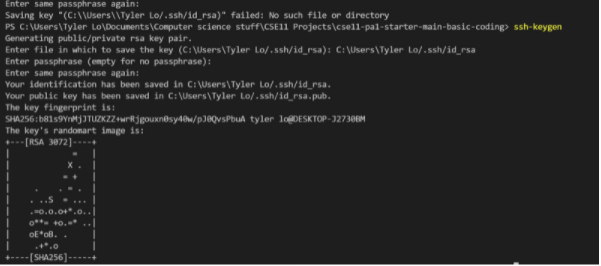 Enter same passphrase again:
Saving key "(C:\\Users\\Tyler Lo/.ssh/id_rsa)" failed: No such file or directory
PS C:\Users\Tyler Lo\Documents\Computer science stuff\CSE11 Projects\cse11-pa1-starter-main-basic-coding> ssh-keygen
Generating public/private rsa key pair.
Enter file in which to save the key (C:\Users\Tyler Lo/.ssh/id_rsa): C:\Users\Tyler Lo/.ssh/id_rsa
Enter passphrase (empty for no passphrase):
Enter same passphrase again:
Your identification has been saved in C:\Users\Tyler Lo/.ssh/id_rsa.
Your public key has been saved in C:\Users\Tyler Lo/.ssh/id_rsa.pub.
The key fingerprint is:
SHA256:b81s9YnMjJTUZKZZ+wrRjgouxn0sy40w/pJ0QvsPbuA tyler lo@DESKTOP-J2730BM
The key's randomart image is:
+---[RSA 3072]----+
|            =    |
|           X .   |
|          = +    |
|    .    . = .   |
|   . ..S  = ... |
|   .=o.o.o+*.o..|
|   o**= +o.=* ..|
|   oE*oB. .     |
|    .+*.o       |
+----[SHA256]-----+